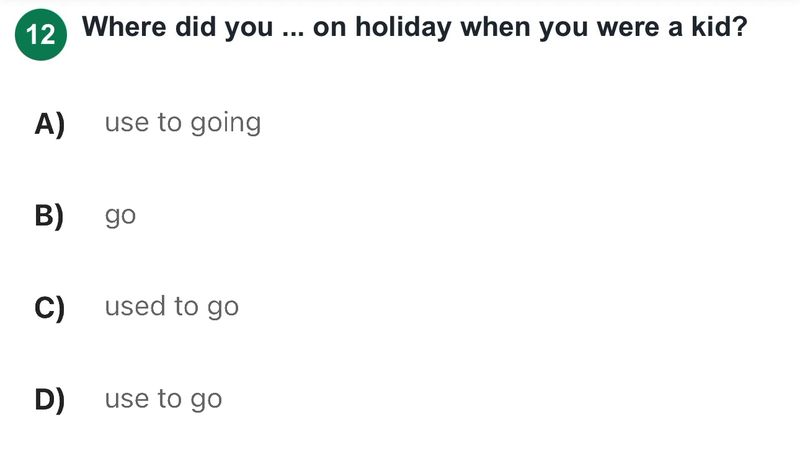 12 Where did you ... on holiday when you were a kid?
A) use to going
B) go
C) used to go
D) use to go